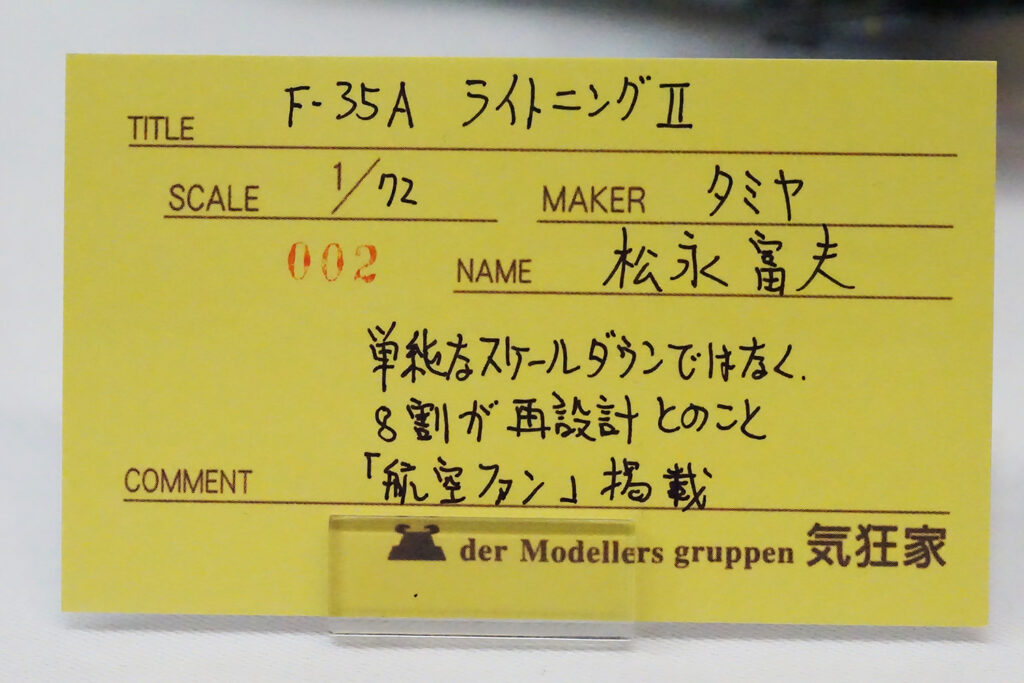 TITLE F-35A ライトニングⅡ
SCALE 1/72 MAKER タミヤ
002 NAME 松永富夫
単純なスケールダウンではなく.
8割が再設計とのこと
COMMENT 「航空ファン」掲載
der Modellers gruppen 気狂家